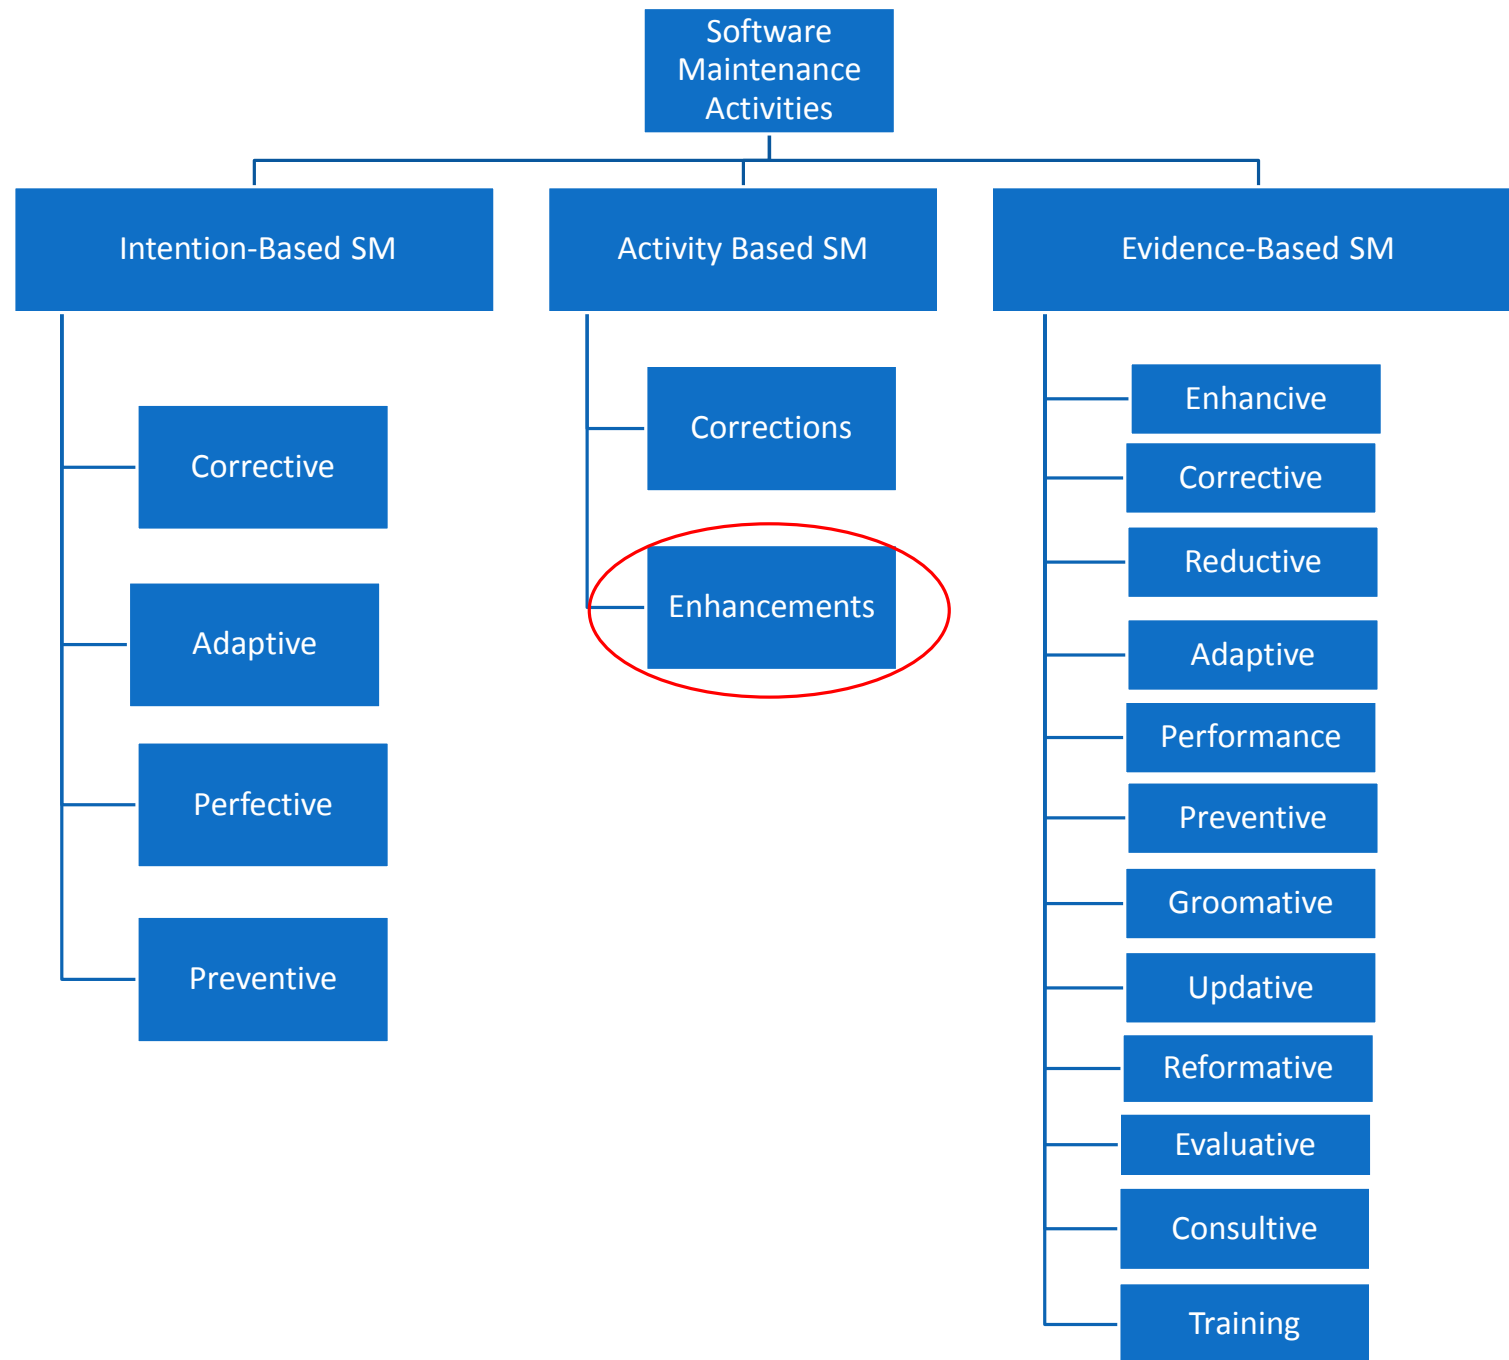 Software
Maintenance
Activities
Intention-Based SM
Activity Based SM
Evidence-Based SM
Corrective
Adaptive
Perfective
Preventive
Corrections
Enhancements
Enhancive
Corrective
Reductive
Adaptive
Performance
Preventive
Groomative
Updative
Reformative
Evaluative
Consultive
Training